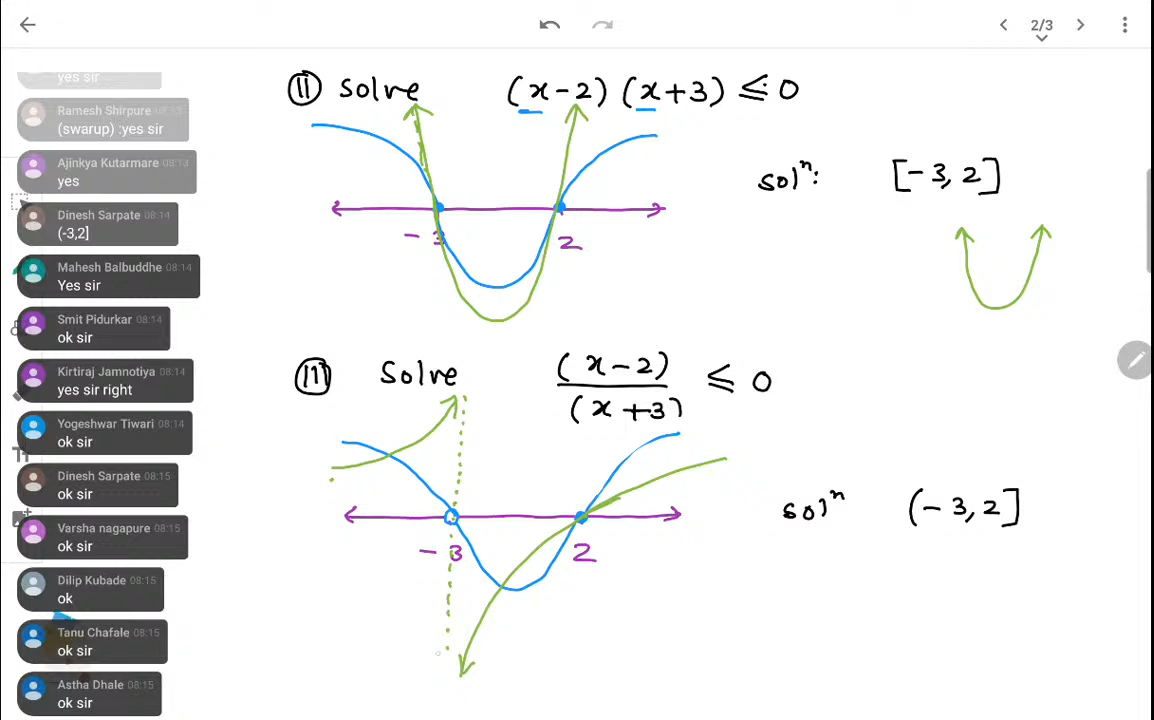 2/3
yes sir
Ramesh Shirpure 08:13
(swarup) :yes sir
Ajinkya Kutarmare 08:13
yes
Dinesh Sarpate 08:14
(-3,2]
Mahesh Balbuddhe 08:14
Yes sir
Smit Pidurkar 08:14
ok sir
Kirtiraj Jamnotiya 08:14
yes sir right
Yogeshwar Tiwari 08:14
ok sir
Dinesh Sarpate 08:15
ok sir
Varsha nagapure 08:15
ok sir
Dilip Kubade 08:15
ok
Tanu Chafale 08:15
ok sir
Astha Dhale 08:15
ok sir
(II) Solve (x-2) (x+3) ≤ 0
solⁿ: [-3, 2]
-3 2
(III) Solve (x-2)/(x+3) ≤ 0
solⁿ (-3, 2]
-3 2